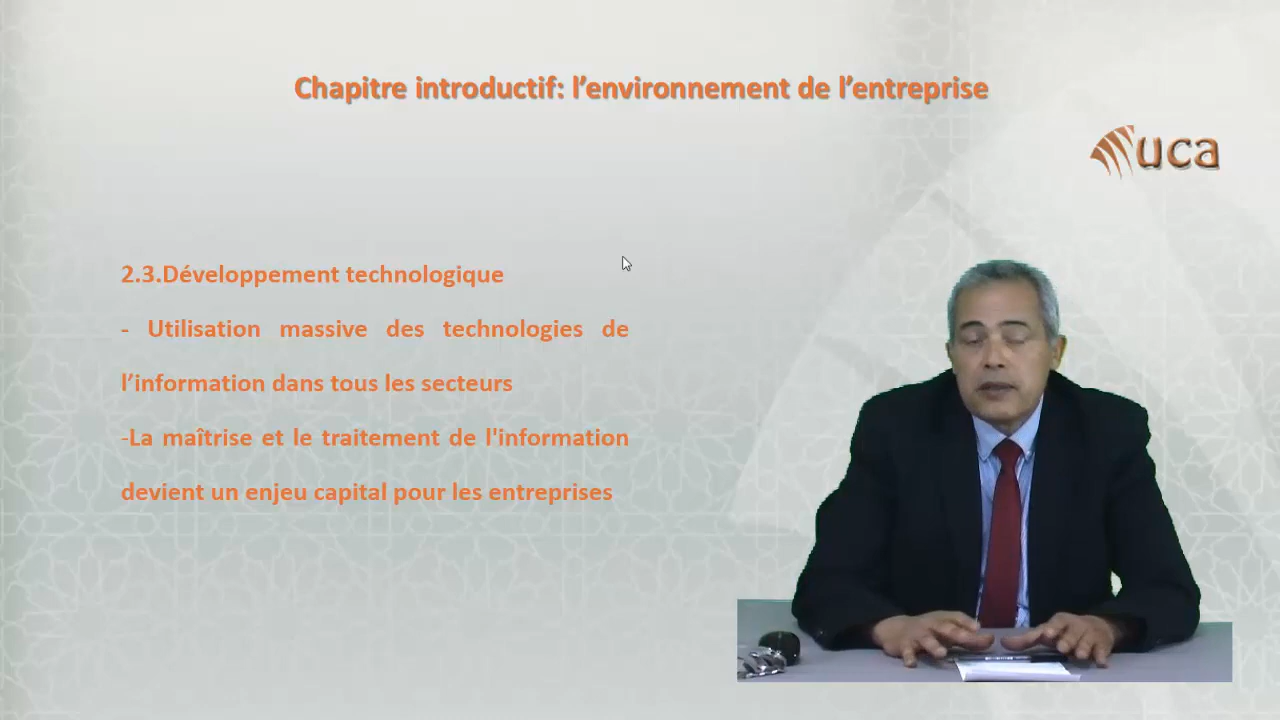 Chapitre introductif: l’environnement de l’entreprise
uca
2.3.Développement technologique
- Utilisation massive des technologies de
l’information dans tous les secteurs
-La maîtrise et le traitement de l'information
devient un enjeu capital pour les entreprises